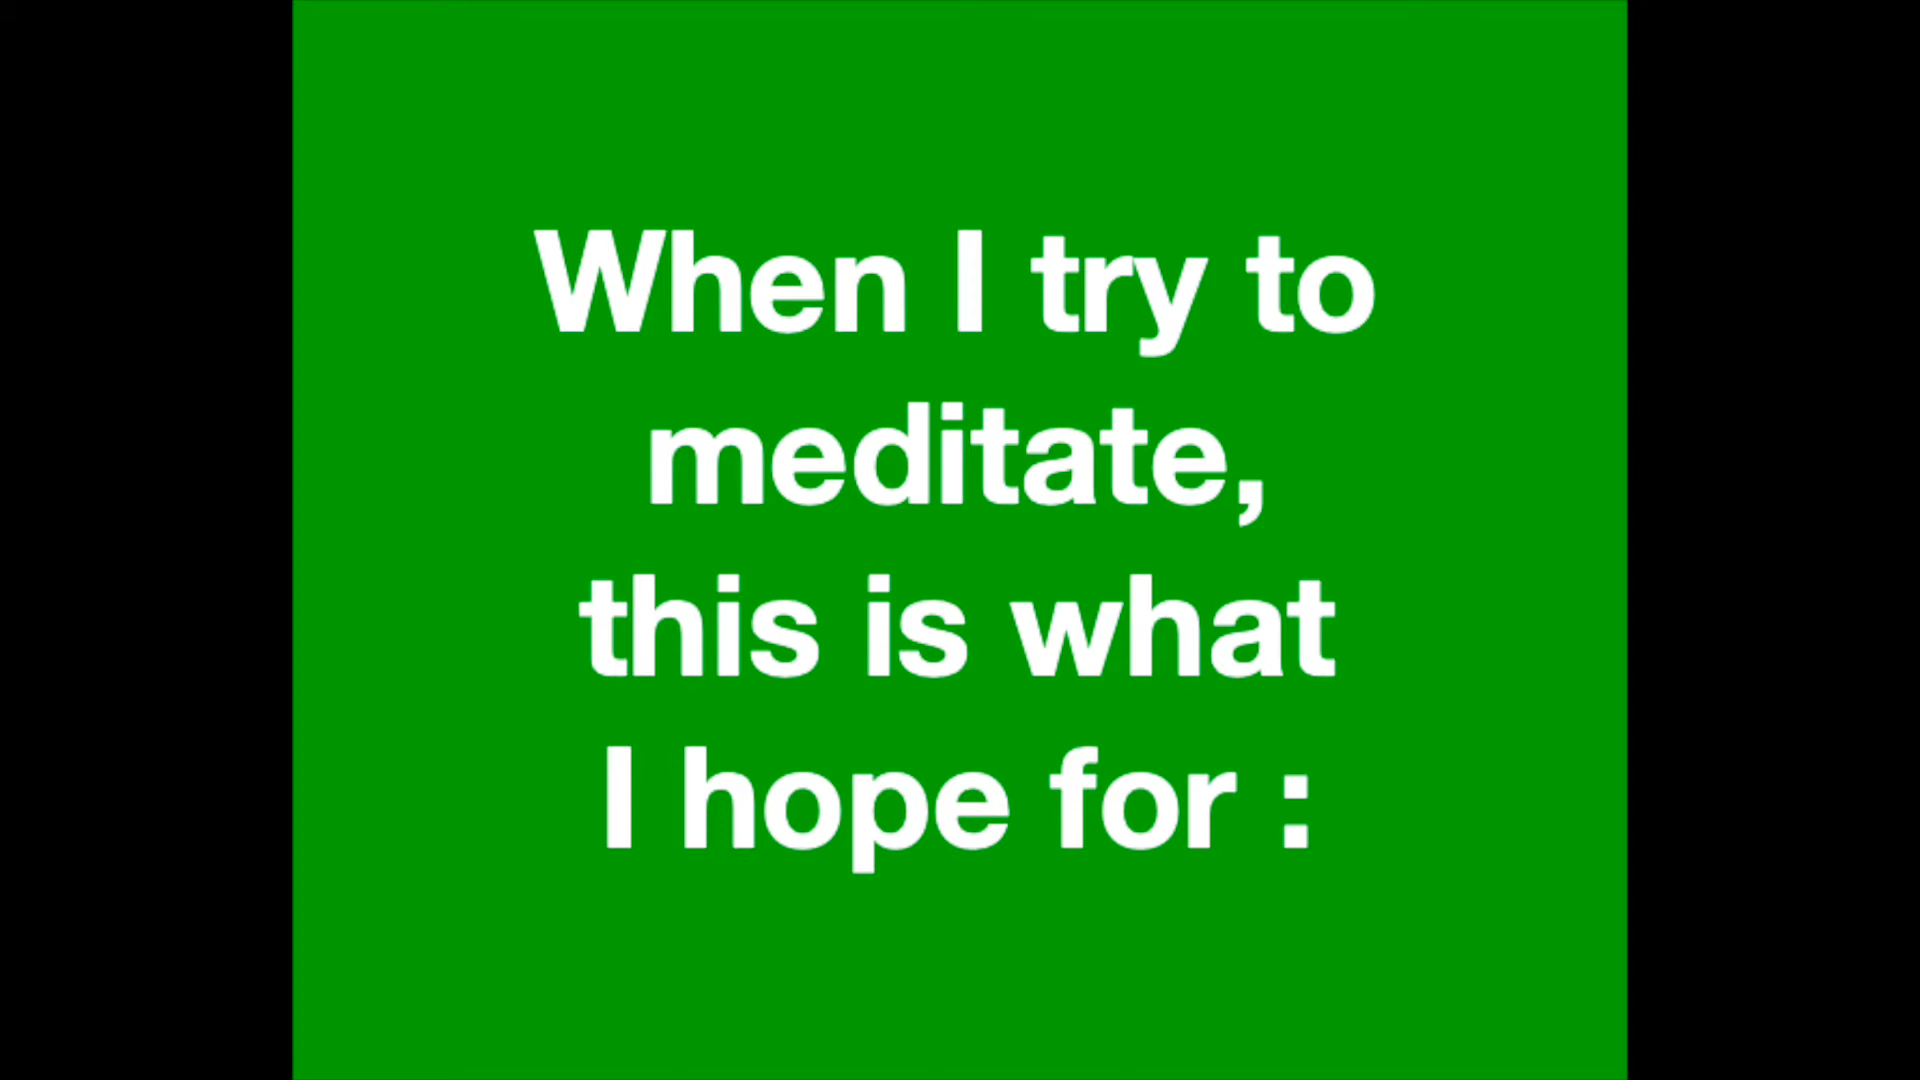 When I try to
meditate,
this is what
I hope for :